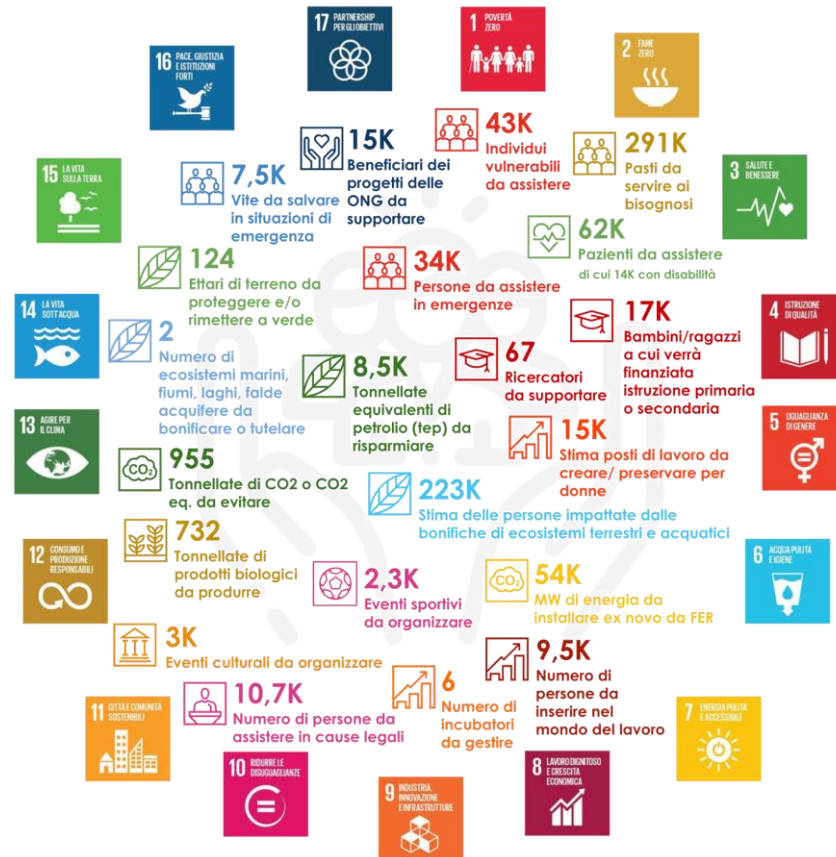 17 PARTNERSHIP
PER GLI OBIETTIVI
1 POVERTÀ
ZERO
16 PACE, GIUSTIZIA
E ISTITUZIONI
FORTI
2 FAME
ZERO
15K
Beneficiari dei
progetti delle
ONG da
supportare
43K
Individui
vulnerabili
da assistere
291K
Pasti da
servire ai
bisognosi
15 LA VITA
SULLA TERRA
7,5K
Vite da salvare
in situazioni di
emergenza
3 SALUTE E
BENESSERE
124
Ettari di terreno da
proteggere e/o
rimettere a verde
34K
Persone da assistere
in emergenze
62K
Pazienti da assistere
di cui 14K con disabilità
14 LA VITA
SOTT'ACQUA
2
Numero di
ecosistemi marini,
fiumi, laghi, falde
acquifere da
bonificare o tutelare
8,5K
Tonnellate
equivalenti di
petrolio (tep) da
risparmiare
67
Ricercatori
da supportare
17K
Bambini/ragazzi
a cui verrà
finanziata
istruzione primaria
o secondaria
4 ISTRUZIONE
DI QUALITÀ
13 AGIRE PER
IL CLIMA
CO2
955
Tonnellate di CO2 o CO2
eq. da evitare
15K
Stima posti di lavoro da
creare/ preservare per
donne
5 UGUAGLIANZA
DI GENERE
223K
Stima delle persone impattate dalle
bonifiche di ecosistemi terrestri e acquatici
12 CONSUMO E
PRODUZIONE
RESPONSABILI
732
Tonnellate di
prodotti biologici
da produrre
2,3K
Eventi sportivi
da organizzare
CO2
54K
MW di energia da
installare ex novo da FER
6 ACQUA PULITA
E IGIENE
3K
Eventi culturali da organizzare
9,5K
Numero di
persone da
inserire nel
mondo del lavoro
11 CITTÀ E COMUNITÀ
SOSTENIBILI
10,7K
Numero di persone da
assistere in cause legali
6
Numero di
incubatori
da gestire
7 ENERGIA PULITA
E ACCESSIBILE
10 RIDURRE LE
DISUGUAGLIANZE
9 INDUSTRIA,
INNOVAZIONE
E INFRASTRUTTURE
8 LAVORO DIGNITOSO
E CRESCITA
ECONOMICA